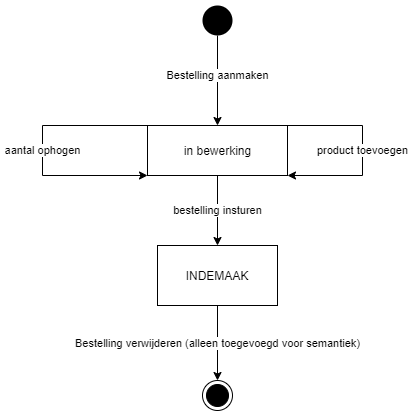 Bestelling aanmaken
aantal ophogen
in bewerking
product toevoegen
bestelling insturen
INDEMAAK
Bestelling verwijderen (alleen toegevoegd voor semantiek)